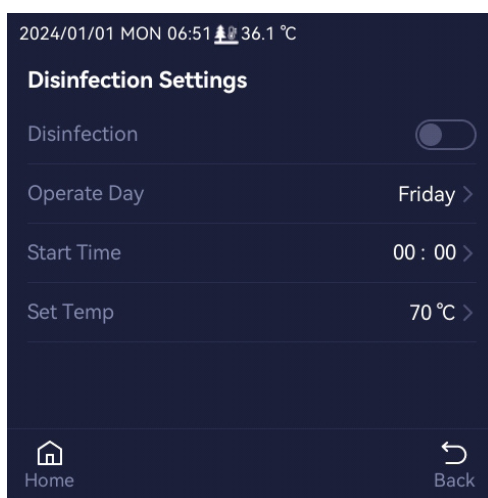 2024/01/01 MON 06:51 36.1 ℃
Disinfection Settings
Disinfection
Operate Day Friday >
Start Time 00 : 00 >
Set Temp 70 ℃ >
Home Back